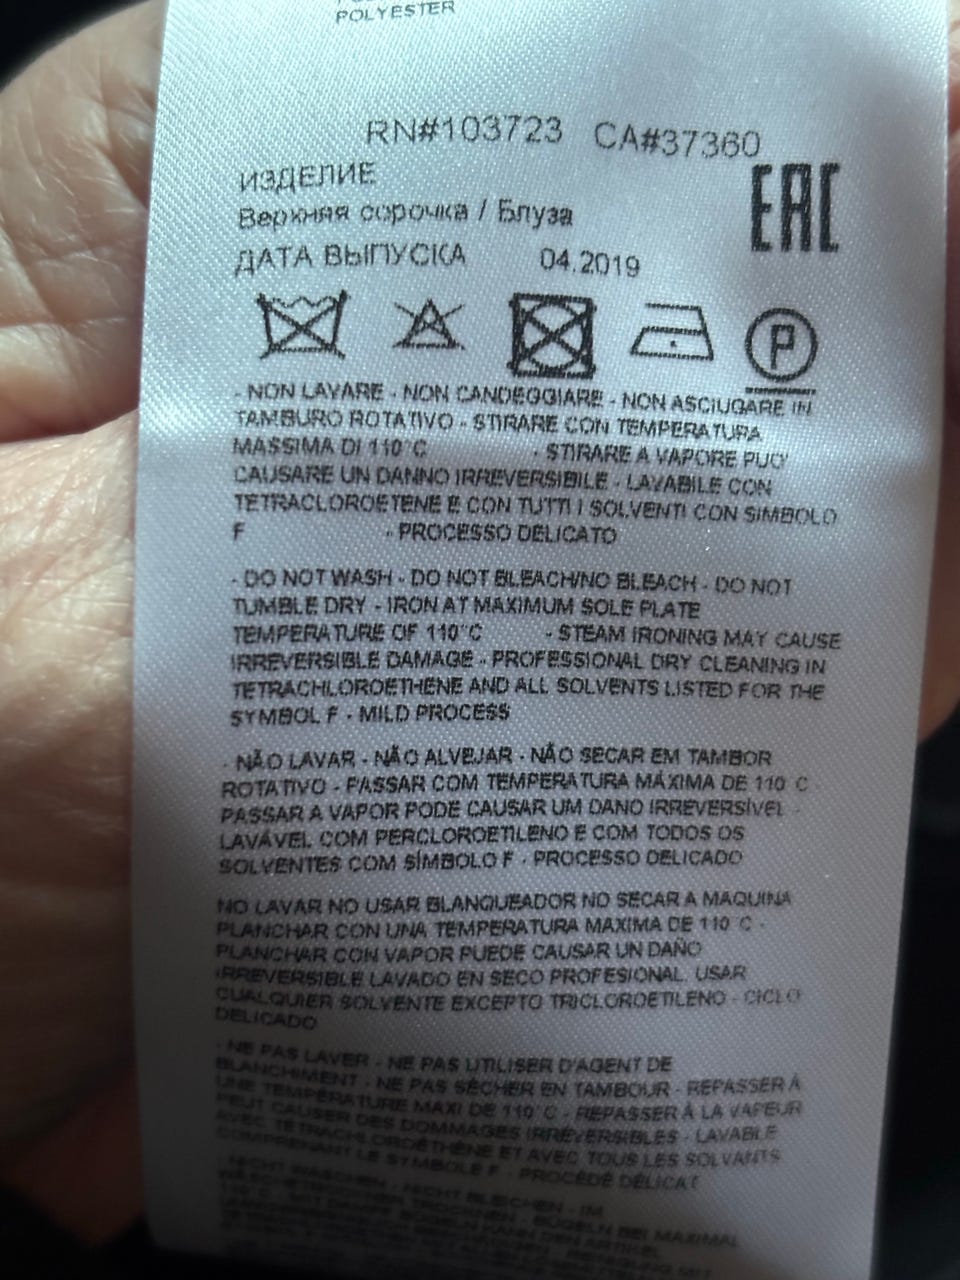 POLYESTER
RN#103723 CA#37360
ИЗДЕЛИЕ
Верхняя сорочка / Блуза
EAC
ДАТА ВЫПУСКА 04.2019
P
- NON LAVARE - NON CANDEGGIARE - NON ASCIUGARE IN
TAMBURO ROTATIVO - STIRARE CON TEMPERATURA
MASSIMA DI 110°C - STIRARE A VAPORE PUO'
CAUSARE UN DANNO IRREVERSIBILE - LAVABILE CON
TETRACLOROETENE E CON TUTTI I SOLVENTI CON SIMBOLO
F - PROCESSO DELICATO
- DO NOT WASH - DO NOT BLEACH/NO BLEACH - DO NOT
TUMBLE DRY - IRON AT MAXIMUM SOLE PLATE
TEMPERATURE OF 110°C - STEAM IRONING MAY CAUSE
IRREVERSIBLE DAMAGE - PROFESSIONAL DRY CLEANING IN
TETRACHLOROETHENE AND ALL SOLVENTS LISTED FOR THE
SYMBOL F - MILD PROCESS
- NÃO LAVAR - NÃO ALVEJAR - NÃO SECAR EM TAMBOR
ROTATIVO - PASSAR COM TEMPERATURA MÁXIMA DE 110 C
PASSAR A VAPOR PODE CAUSAR UM DANO IRREVERSÍVEL -
LAVÁVEL COM PERCLOROETILENO E COM TODOS OS
SOLVENTES COM SÍMBOLO F - PROCESSO DELICADO
NO LAVAR NO USAR BLANQUEADOR NO SECAR A MAQUINA
PLANCHAR CON UNA TEMPERATURA MAXIMA DE 110°C -
PLANCHAR CON VAPOR PUEDE CAUSAR UN DAÑO
IRREVERSIBLE LAVADO EN SECO PROFESIONAL. USAR
CUALQUIER SOLVENTE EXCEPTO TRICLOROETILENO - CICLO
DELICADO
- NE PAS LAVER - NE PAS UTILISER D'AGENT DE
BLANCHIMENT - NE PAS SÉCHER EN TAMBOUR - REPASSER À
UNE TEMPÉRATURE MAXI DE 110°C - REPASSER À LA VAPEUR
PEUT CAUSER DES DOMMAGES IRRÉVERSIBLES - LAVABLE
AVEC TÉTRACHLOROÉTHÈNE ET AVEC TOUS LES SOLVANTS
COMPRENANT LE SYMBOLE F - PROCÉDÉ DÉLICAT
- NICHT WASCHEN - NICHT BLEICHEN - IM
BÜGELN BEI MAXIMAL